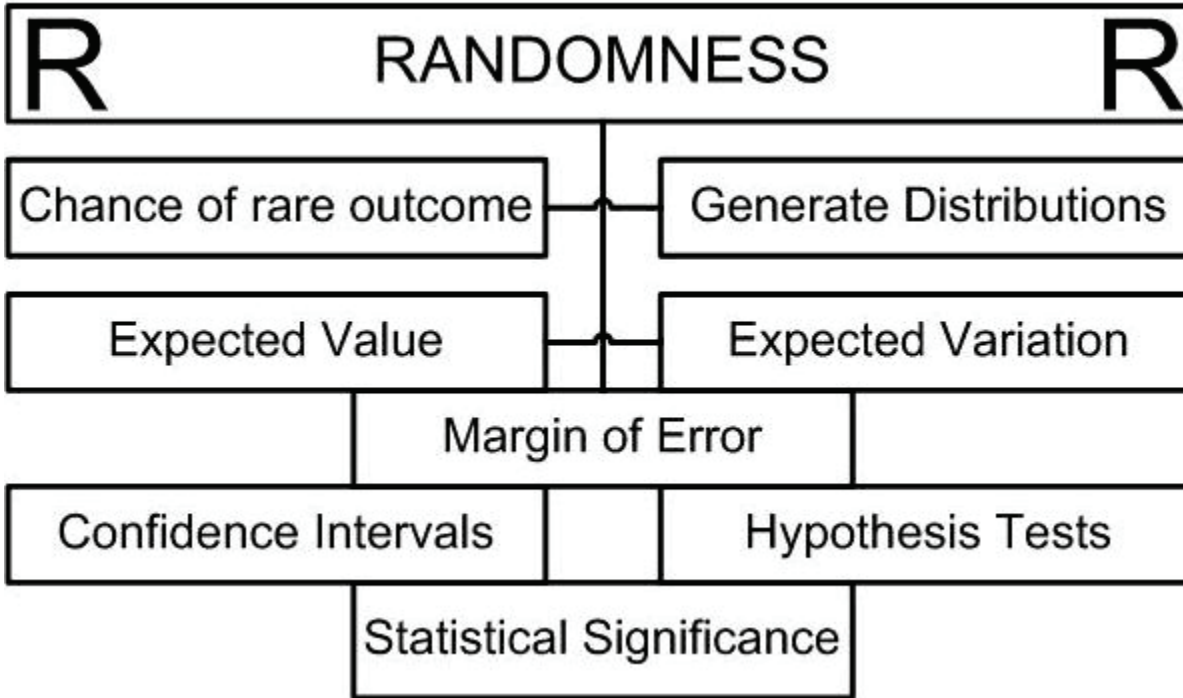 R RANDOMNESS R
Chance of rare outcome
Generate Distributions
Expected Value
Expected Variation
Margin of Error
Confidence Intervals
Hypothesis Tests
Statistical Significance